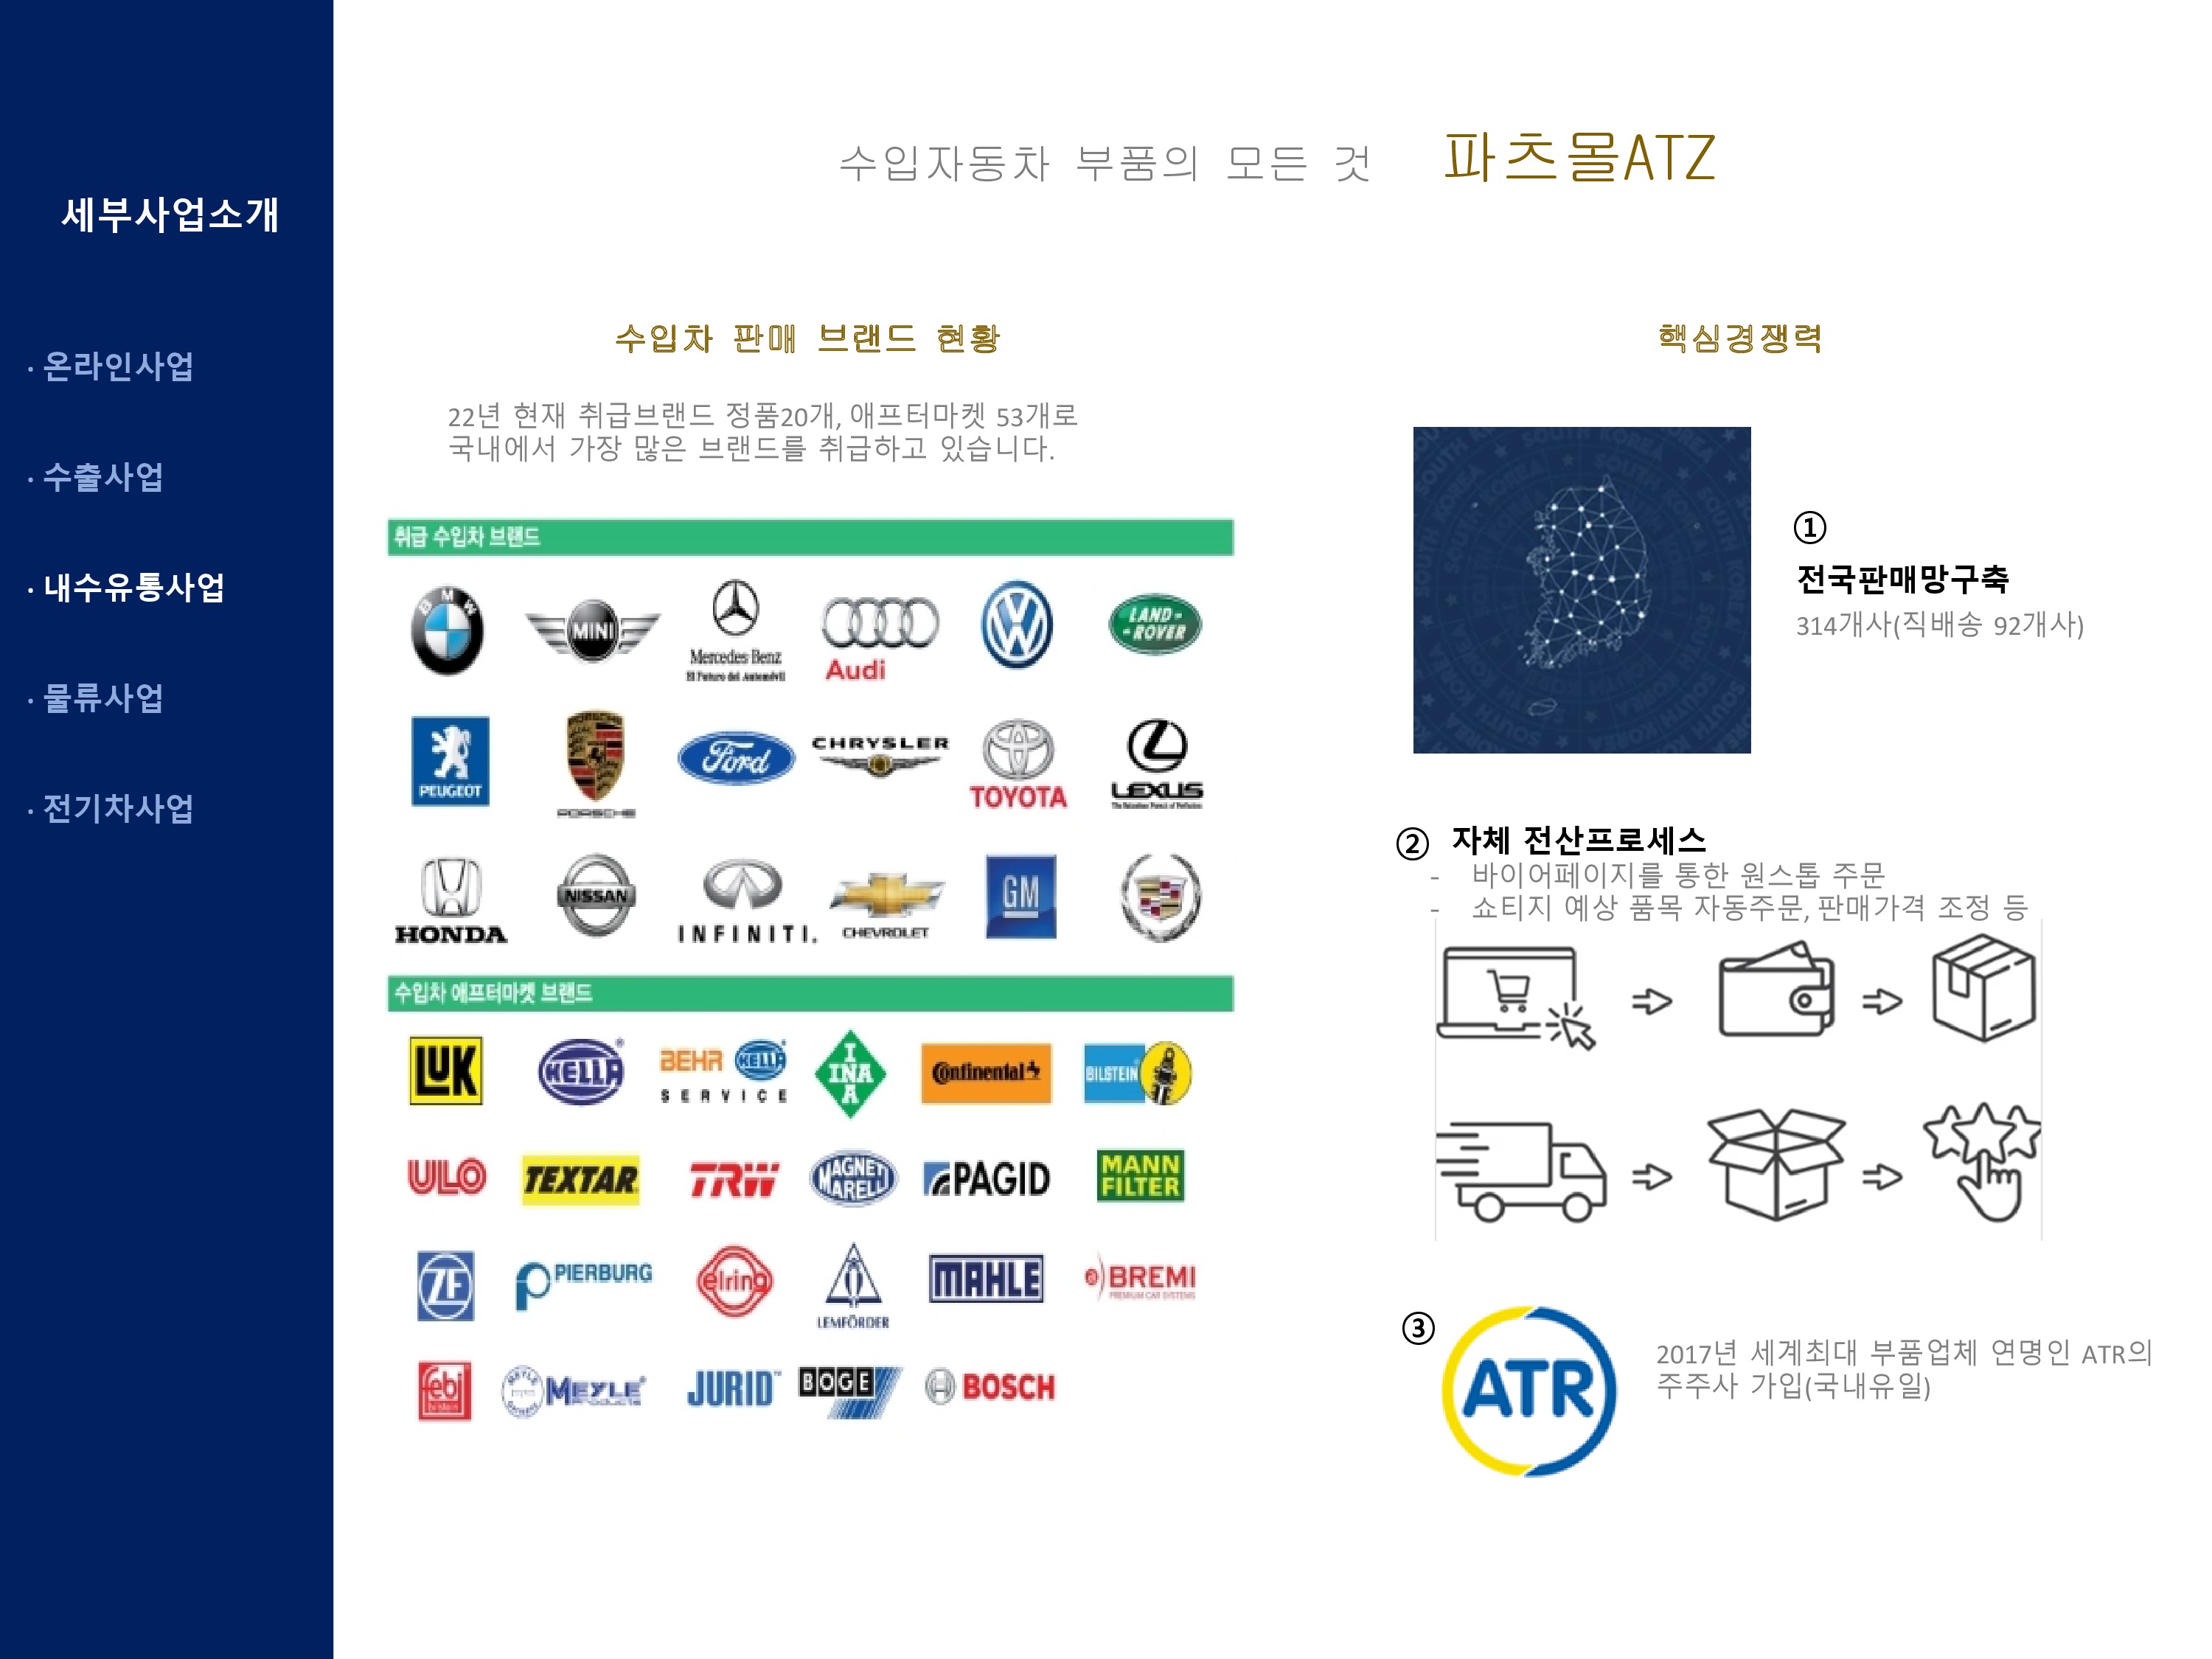 세부사업소개
· 온라인사업
· 수출사업
· 내수유통사업
· 물류사업
· 전기차사업
수입자동차 부품의 모든 것 파츠몰ATZ
수입차 판매 브랜드 현황
22년 현재 취급브랜드 정품20개, 애프터마켓 53개로
국내에서 가장 많은 브랜드를 취급하고 있습니다.
취급 수입차 브랜드
BMW MINI Mercedes Benz Audi LAND-ROVER
El Futuro del Automóvil
PEUGEOT PORSCHE Ford CHRYSLER TOYOTA LEXUS
HONDA NISSAN INFINITI. CHEVROLET GM
수입차 애프터마켓 브랜드
LUK HELLA BEHR HELLA SERVICE INA Continental BILSTEIN
ULO TEXTAR TRW MAGNETI MARELLI PAGID MANN FILTER
ZF PIERBURG elring LEMFÖRDER MAHLE BREMI
PREMIUM CAR SYSTEMS
febi bilstein MEYLE JURID BOGE BOSCH
핵심경쟁력
SOUTH KOREA
①
전국판매망구축
314개사(직배송 92개사)
② 자체 전산프로세스
- 바이어페이지를 통한 원스톱 주문
- 쇼티지 예상 품목 자동주문, 판매가격 조정 등
③
ATR
2017년 세계최대 부품업체 연명인 ATR의
주주사 가입(국내유일)